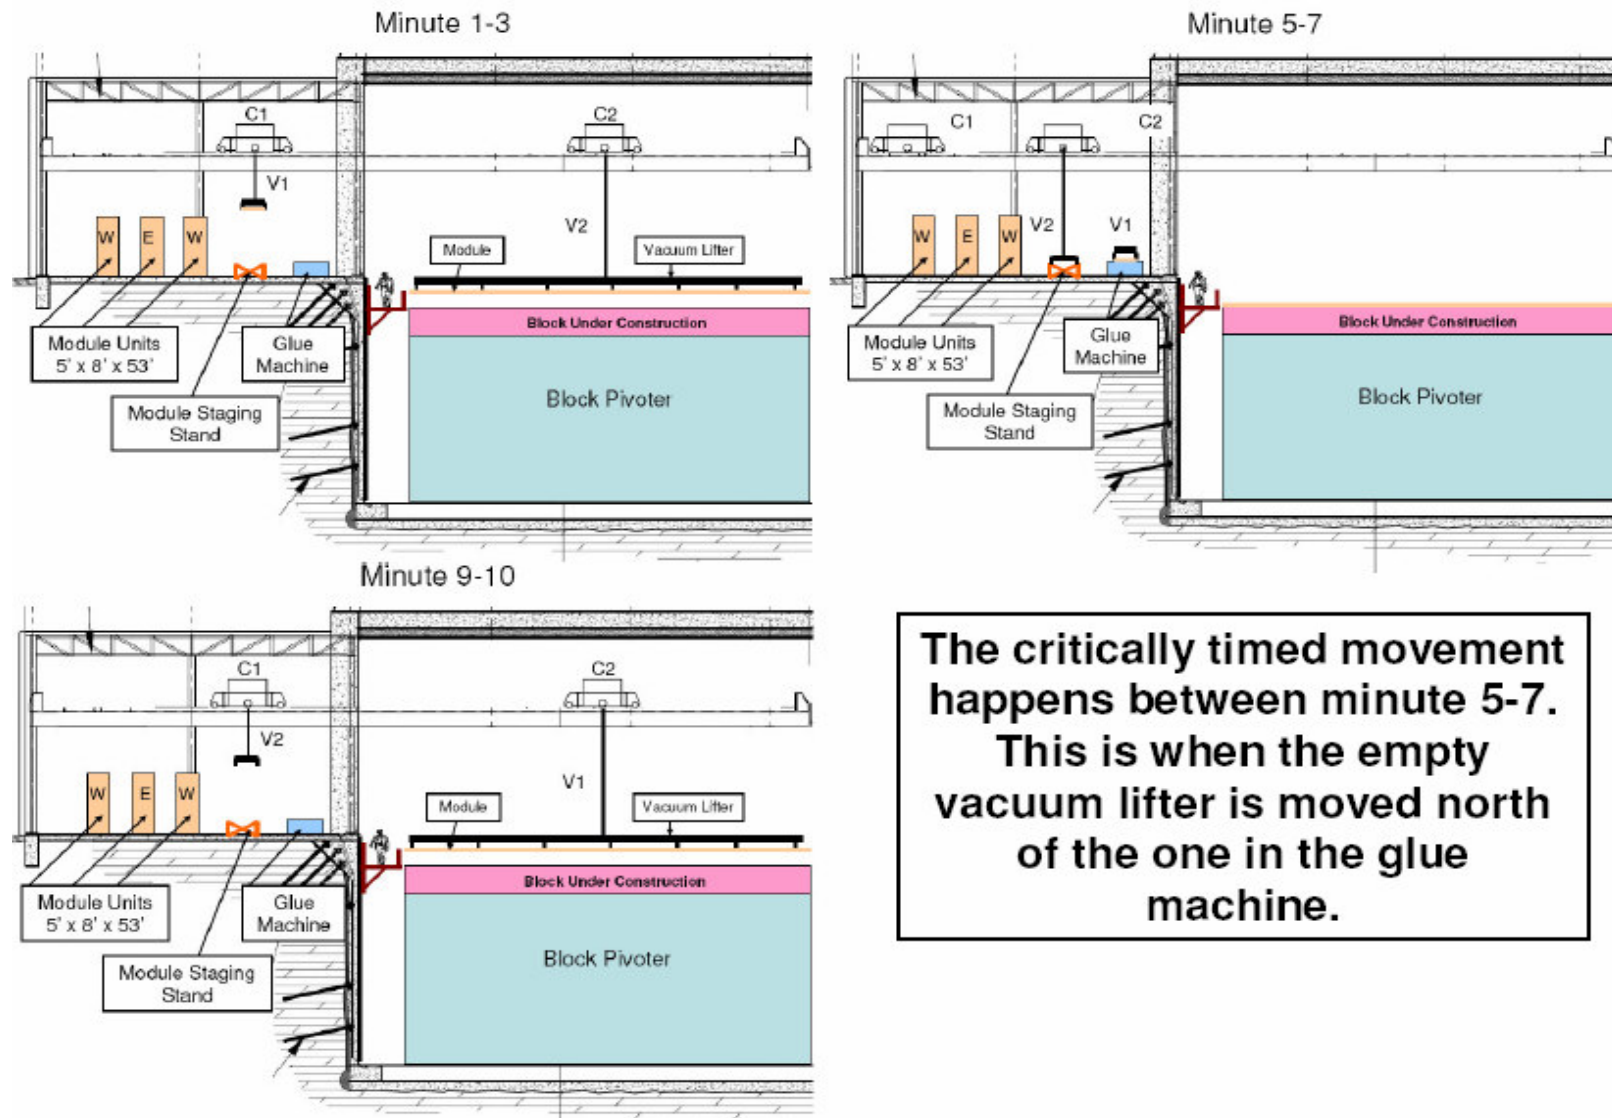 Minute 1-3
C1
C2
V1
V2
W
E
W
Module
Vacuum Lifter
Block Under Construction
Module Units
5' x 8' x 53'
Glue
Machine
Module Staging
Stand
Block Pivoter
Minute 5-7
C1
C2
V2
V1
W
E
W
Block Under Construction
Module Units
5' x 8' x 53'
Glue
Machine
Module Staging
Stand
Block Pivoter
Minute 9-10
C1
C2
V2
V1
W
E
W
Module
Vacuum Lifter
Block Under Construction
Module Units
5' x 8' x 53'
Glue
Machine
Module Staging
Stand
Block Pivoter
The critically timed movement
happens between minute 5-7.
This is when the empty
vacuum lifter is moved north
of the one in the glue
machine.